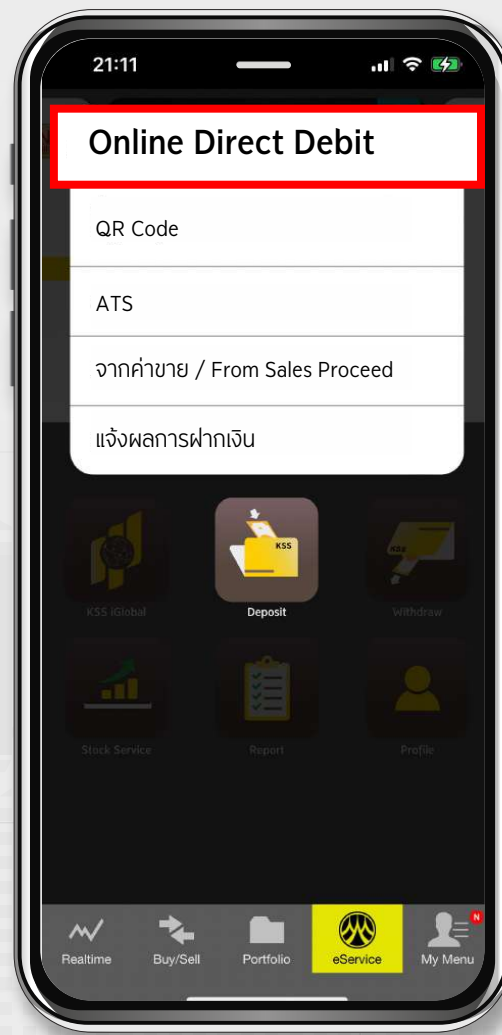 21:11
Online Direct Debit
QR Code
ATS
จากค่าขาย / From Sales Proceed
แจ้งผลการฝากเงิน
KSS
KSS
KSS iGlobal
Deposit
Withdraw
Stock Service
Report
Profile
N
Realtime
Buy/Sell
Portfolio
eService
My Menu